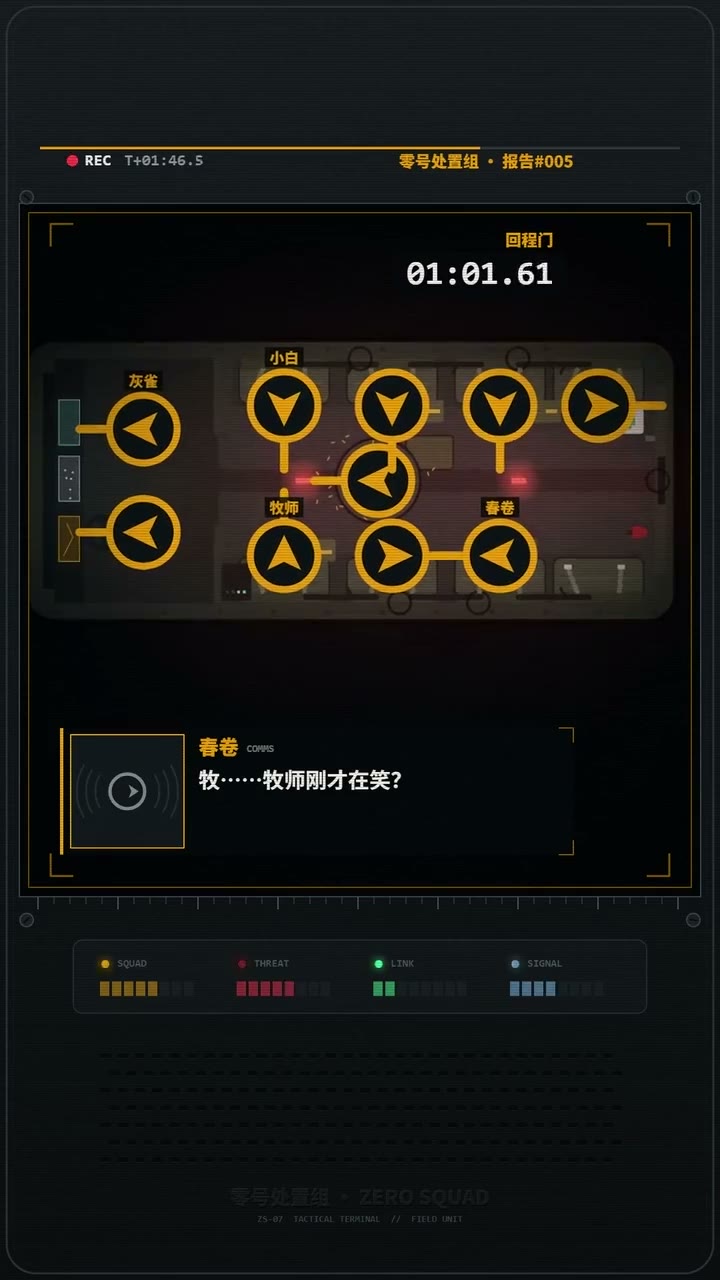 REC T+01:46.5
零号处置组 • 报告#005
回程门
01:01.61
小白
灰雀
牧师
春卷
春卷 COMMS
牧……牧师刚才在笑?
SQUAD
THREAT
LINK
SIGNAL
零号处置组 • ZERO SQUAD
ZS-07 TACTICAL TERMINAL // FIELD UNIT